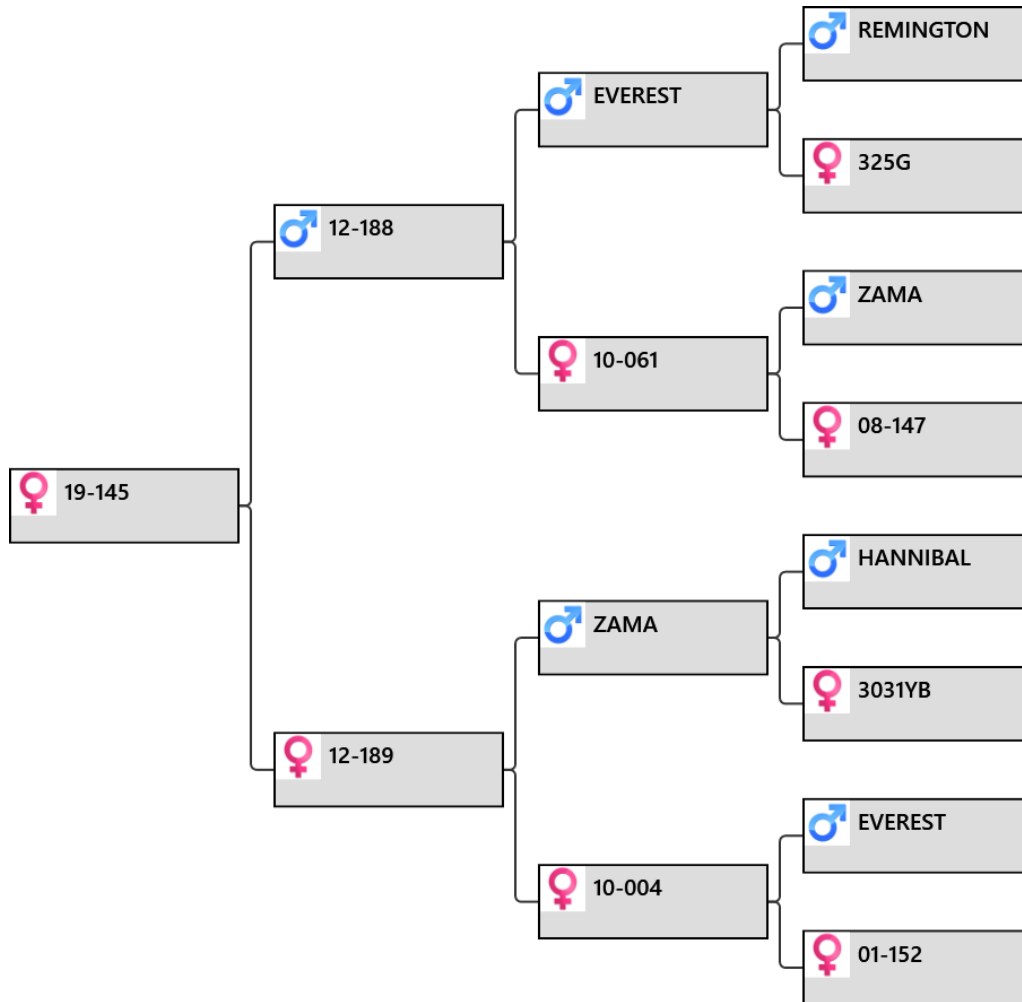 REMINGTON
EVEREST
325G
12-188
ZAMA
10-061
08-147
19-145
HANNIBAL
ZAMA
3031YB
12-189
EVEREST
10-004
01-152